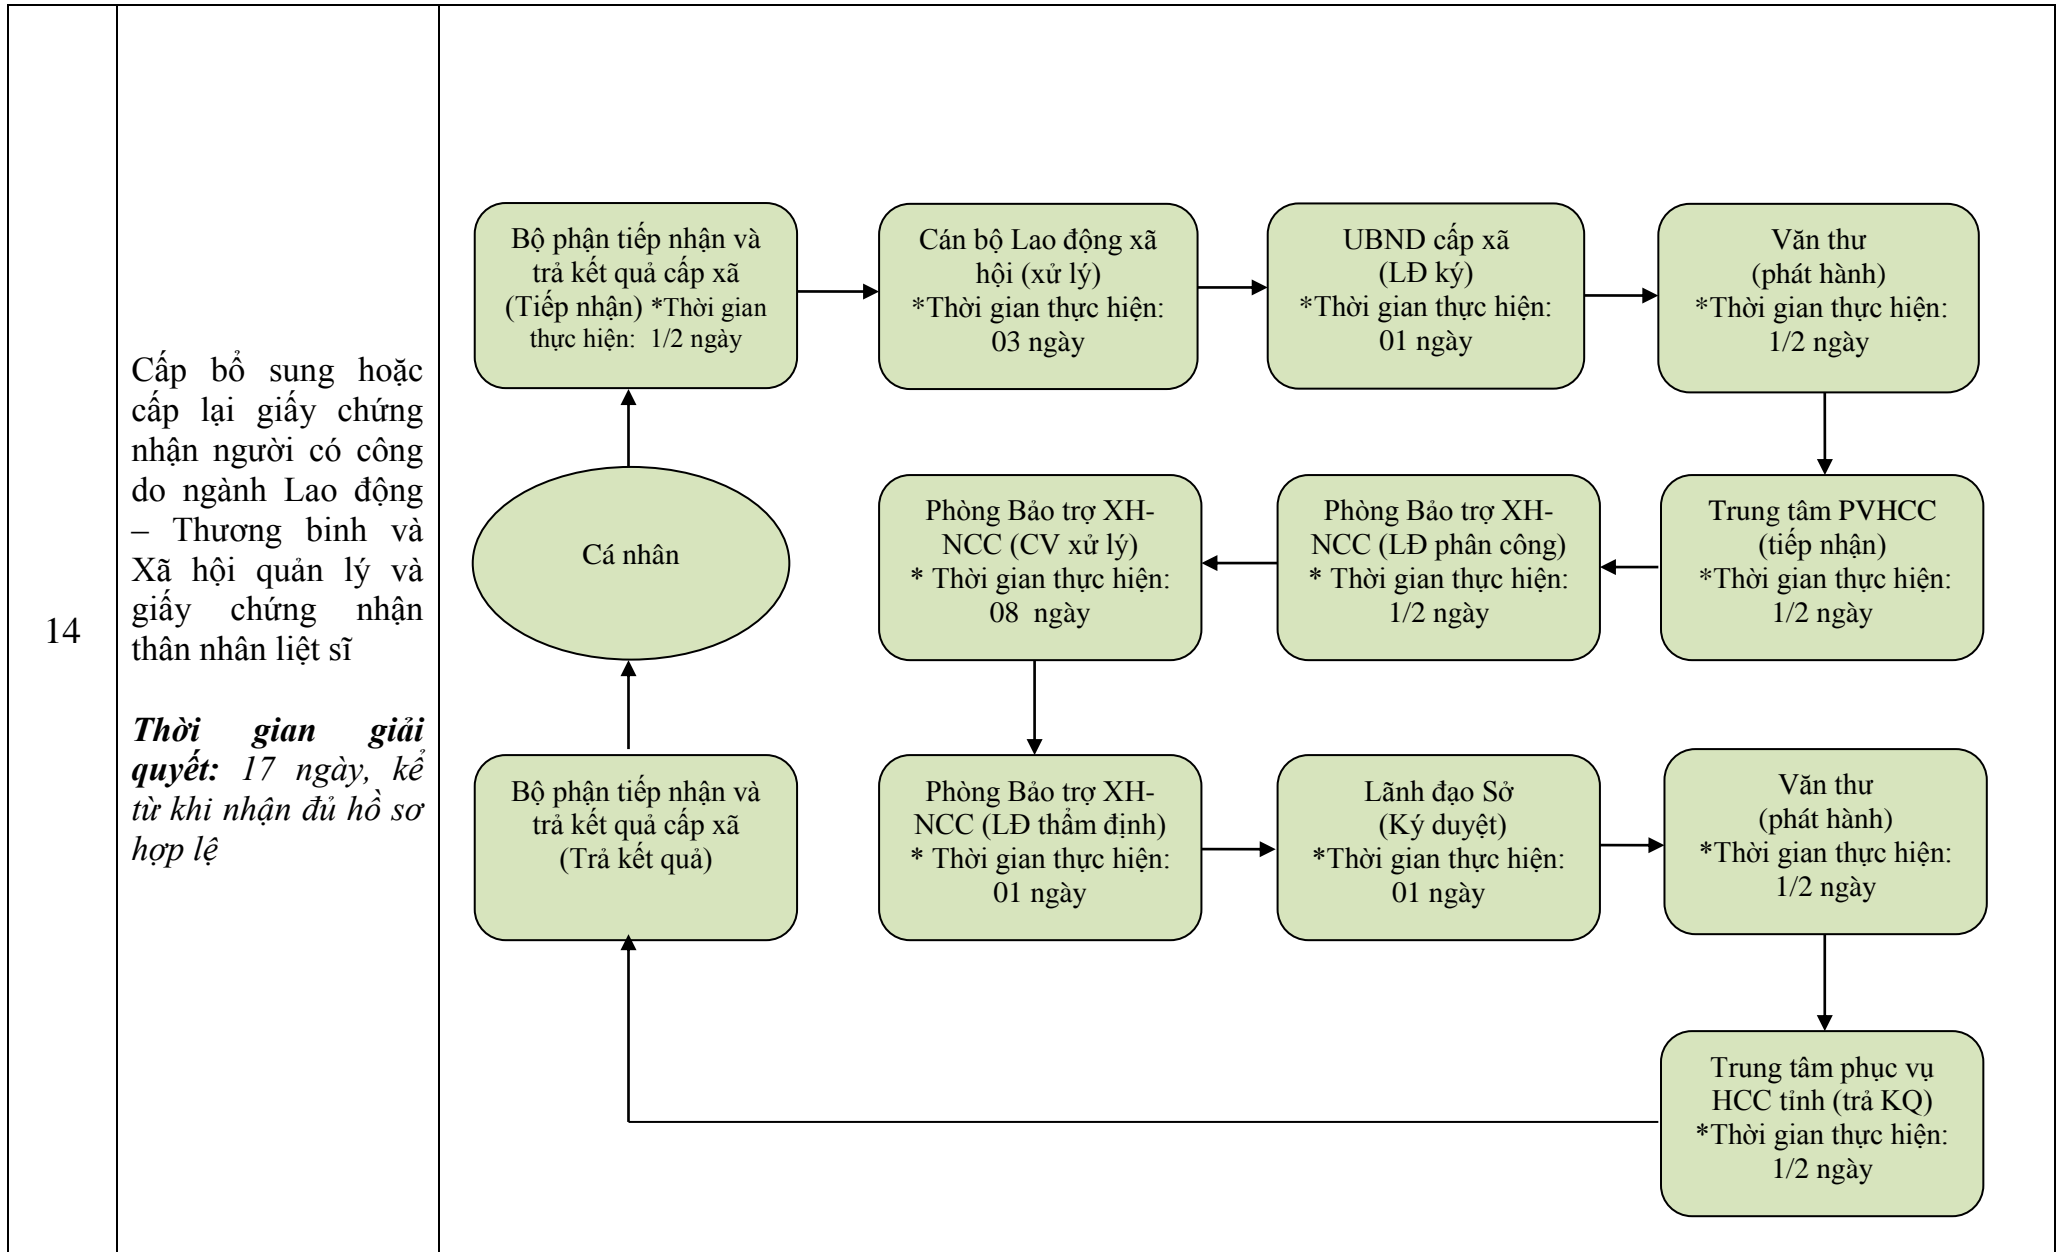 14
Cấp bổ sung hoặc
cấp lại giấy chứng
nhận người có công
do ngành Lao động
– Thương binh và
Xã hội quản lý và
giấy chứng nhận
thân nhân liệt sĩ
Thời gian giải
quyết: 17 ngày, kể
từ khi nhận đủ hồ sơ
hợp lệ
Bộ phận tiếp nhận và
trả kết quả cấp xã
(Tiếp nhận) *Thời gian
thực hiện: 1/2 ngày
Cán bộ Lao động xã
hội (xử lý)
*Thời gian thực hiện:
03 ngày
UBND cấp xã
(LĐ ký)
*Thời gian thực hiện:
01 ngày
Văn thư
(phát hành)
*Thời gian thực hiện:
1/2 ngày
Cá nhân
Phòng Bảo trợ XH-
NCC (CV xử lý)
* Thời gian thực hiện:
08 ngày
Phòng Bảo trợ XH-
NCC (LĐ phân công)
* Thời gian thực hiện:
1/2 ngày
Trung tâm PVHCC
(tiếp nhận)
*Thời gian thực hiện:
1/2 ngày
Bộ phận tiếp nhận và
trả kết quả cấp xã
(Trả kết quả)
Phòng Bảo trợ XH-
NCC (LĐ thẩm định)
* Thời gian thực hiện:
01 ngày
Lãnh đạo Sở
(Ký duyệt)
*Thời gian thực hiện:
01 ngày
Văn thư
(phát hành)
*Thời gian thực hiện:
1/2 ngày
Trung tâm phục vụ
HCC tỉnh (trả KQ)
*Thời gian thực hiện:
1/2 ngày